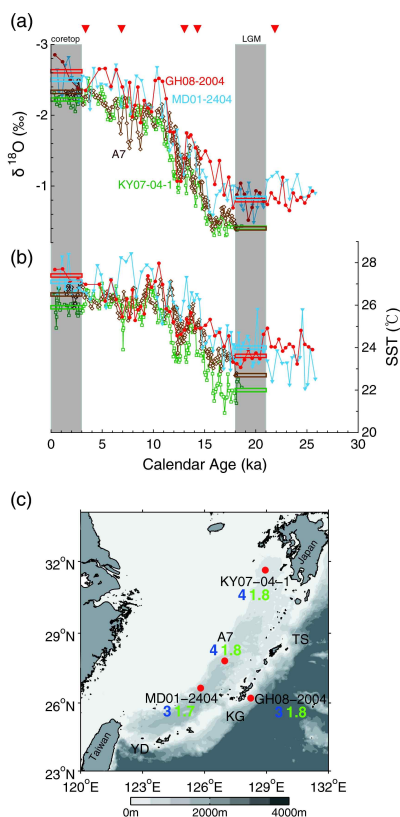 (a)
-3
coretop
LGM
GH08-2004
MD01-2404
-2
A7
δ 18O (‰)
-1
KY07-04-1
(b)
28
26
24
22
20
SST (℃)
0 5 10 15 20 25 30
Calendar Age (ka)
(c)
32°N
29°N
26°N
23°N
Japan
KY07-04-1
4 1.8
A7
4 1.8
TS
MD01-2404
3 1.7
GH08-2004
3 1.8
KG
YD
Taiwan
120°E 123°E 126°E 129°E 132°E
0m 2000m 4000m